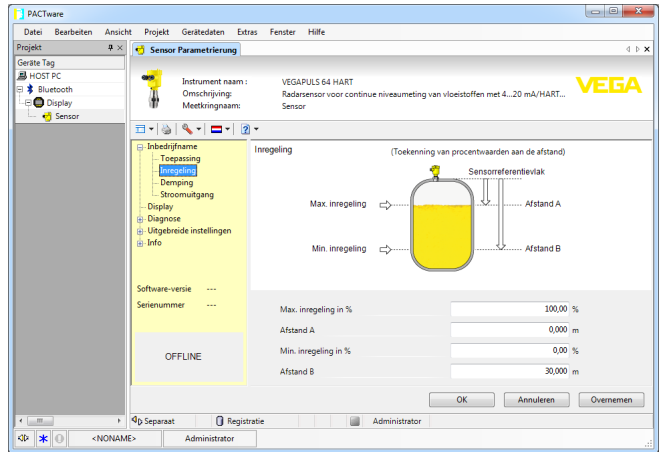 PACTware
Datei Bearbeiten Ansicht Projekt Gerätedaten Extras Fenster Hilfe
Projekt
Geräte Tag
HOST PC
Bluetooth
Display
Sensor
Sensor Parametrierung
Instrument naam : VEGAPULS 64 HART
Omschrijving: Radarsensor voor continue niveaumeting van vloeistoffen met 4...20 mA/HART...
Meetkringnaam: Sensor
VEGA
Inbedrijfname
Toepassing
Inregeling
Demping
Stroomuitgang
Display
Diagnose
Uitgebreide instellingen
Info
Software-versie ---
Serienummer ---
OFFLINE
Inregeling (Toekenning van procentwaarden aan de afstand)
Sensorreferentievlak
Max. inregeling Afstand A
Min. inregeling Afstand B
Max. inregeling in % 100,00 %
Afstand A 0,000 m
Min. inregeling in % 0,00 %
Afstand B 30,000 m
OK Annuleren Overnemen
Separaat Registratie Administrator
<NONAME> Administrator